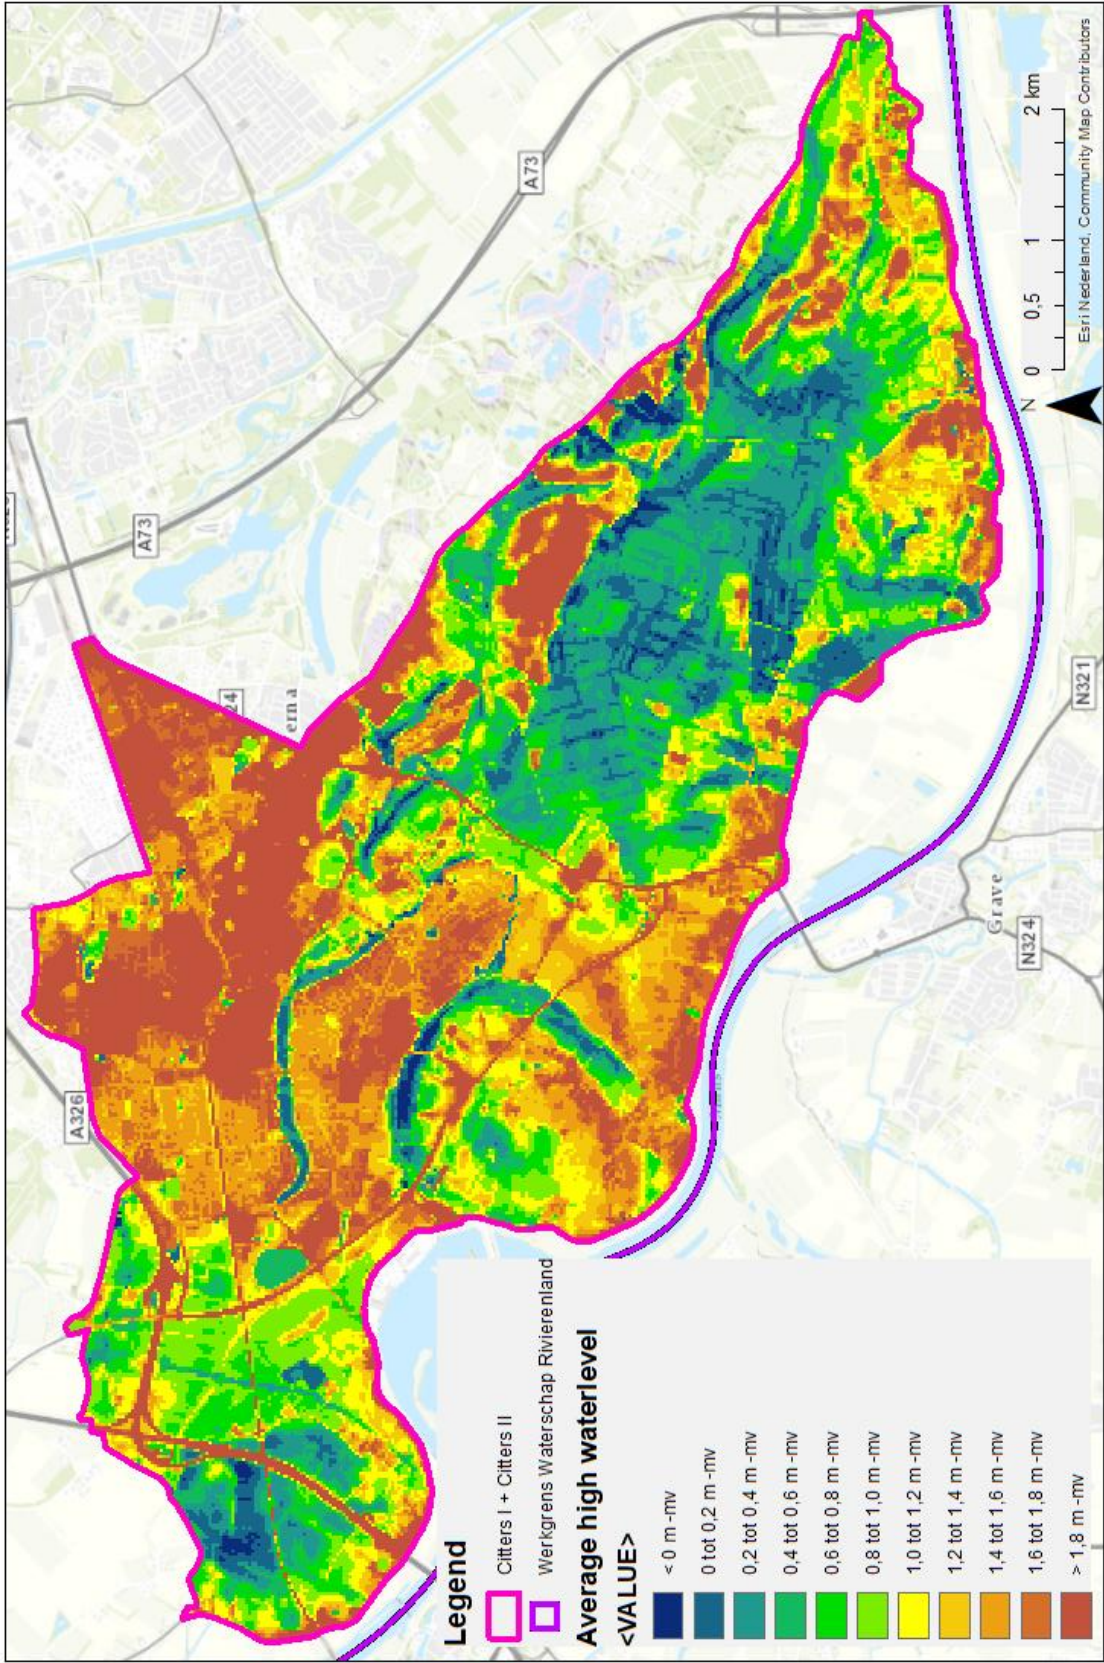 A73
A73
24
erna
A326
N321
Grave
N324
Legend
Citters I + Citters II
Werkgrens Waterschap Rivierenland
Average high waterlevel
<VALUE>
< 0 m -mv
0 tot 0,2 m -mv
0,2 tot 0,4 m -mv
0,4 tot 0,6 m -mv
0,6 tot 0,8 m -mv
0,8 tot 1,0 m -mv
1,0 tot 1,2 m -mv
1,2 tot 1,4 m -mv
1,4 tot 1,6 m -mv
1,6 tot 1,8 m -mv
> 1,8 m -mv
N
0 0,5 1 2 km
Esri Nederland, Community Map Contributors